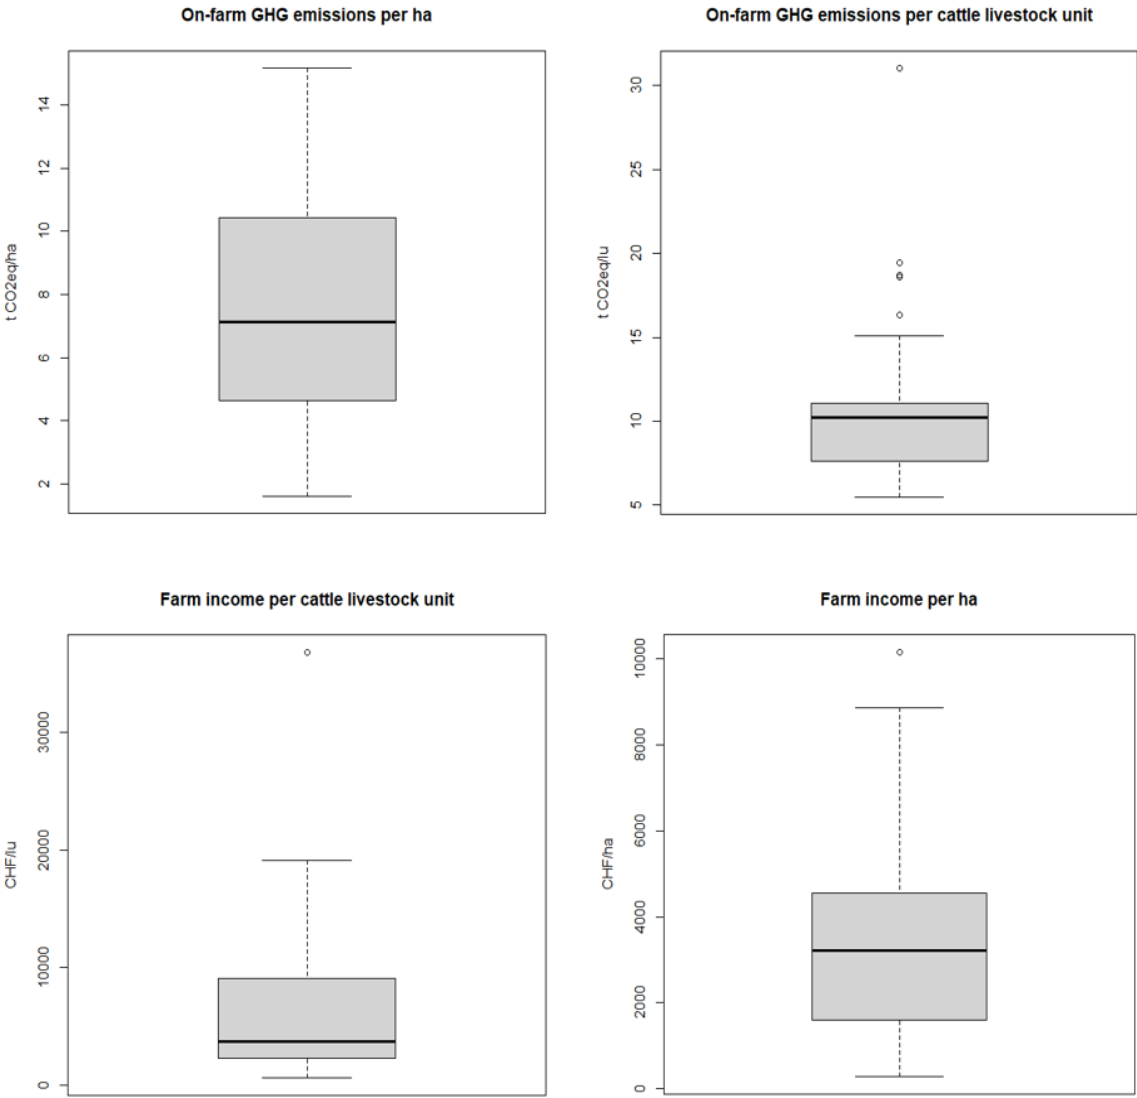 On-farm GHG emissions per ha
t CO2eq/ha
14
12
10
8
6
4
2
On-farm GHG emissions per cattle livestock unit
t CO2eq/lu
30
25
20
15
10
5
Farm income per cattle livestock unit
CHF/lu
30000
20000
10000
0
Farm income per ha
CHF/ha
10000
8000
6000
4000
2000
0